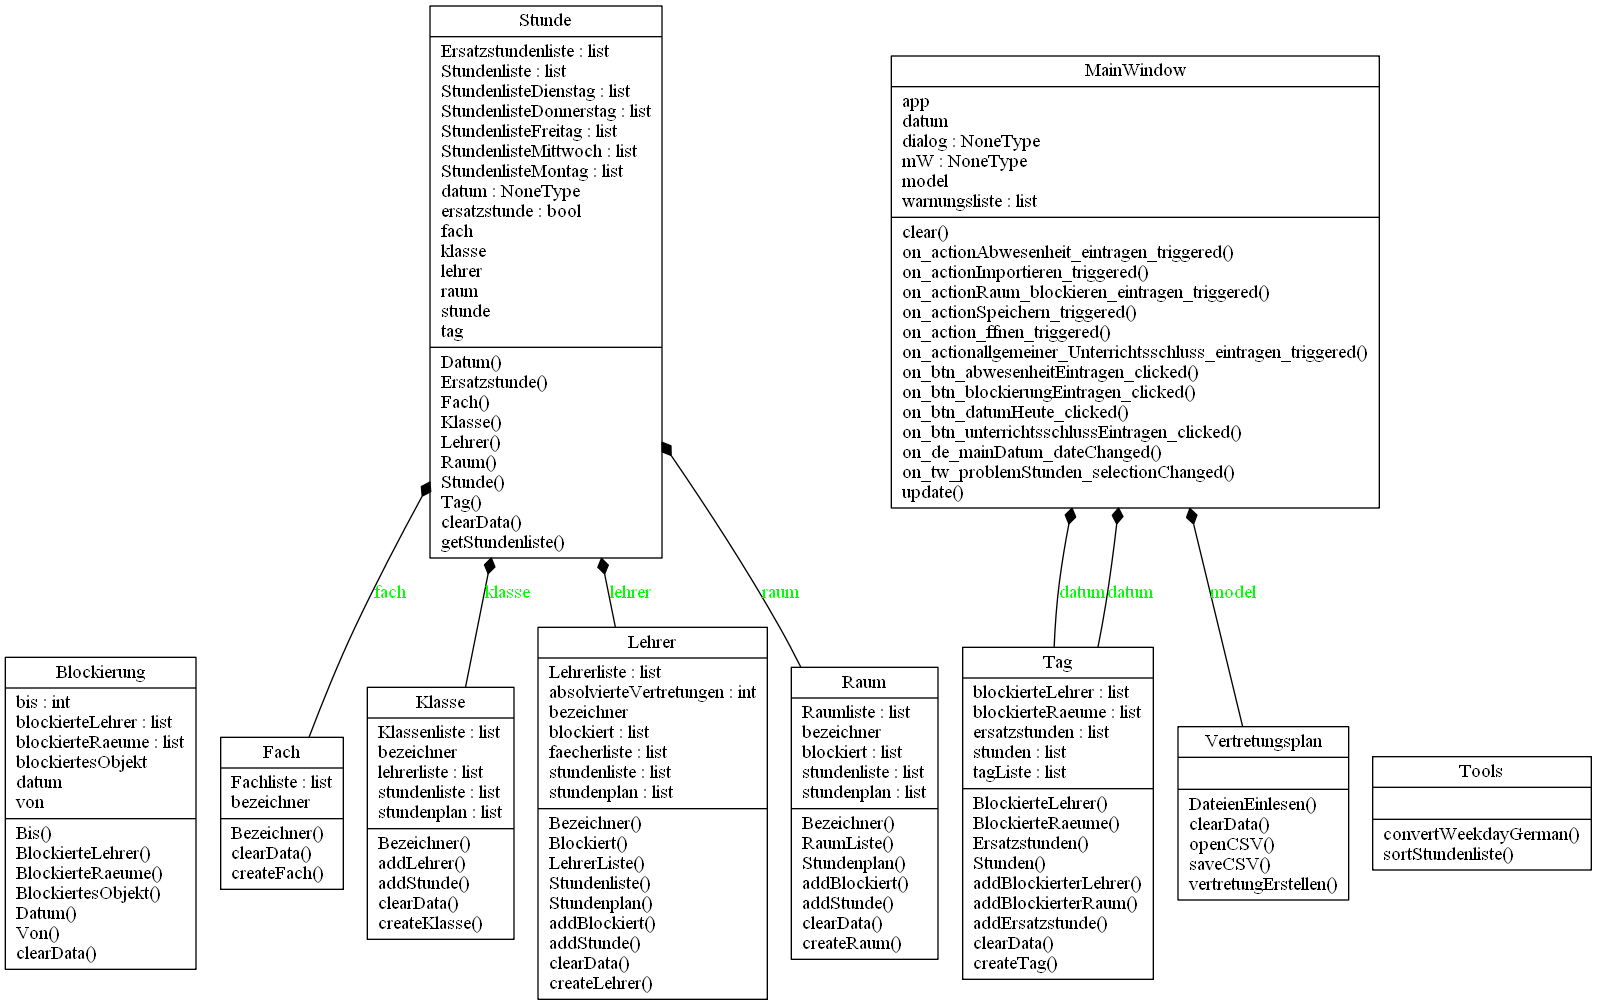 Stunde
Ersatzstundenliste : list
Stundenliste : list
StundenlisteDienstag : list
StundenlisteDonnerstag : list
StundenlisteFreitag : list
StundenlisteMittwoch : list
StundenlisteMontag : list
datum : NoneType
ersatzstunde : bool
fach
klasse
lehrer
raum
stunde
tag
Datum()
Ersatzstunde()
Fach()
Klasse()
Lehrer()
Raum()
Stunde()
Tag()
clearData()
getStundenliste()
MainWindow
app
datum
dialog : NoneType
mW : NoneType
model
warnungsliste : list
clear()
on_actionAbwesenheit_eintragen_triggered()
on_actionImportieren_triggered()
on_actionRaum_blockieren_eintragen_triggered()
on_actionSpeichern_triggered()
on_action_ffnen_triggered()
on_actionallgemeiner_Unterrichtsschluss_eintragen_triggered()
on_btn_abwesenheitEintragen_clicked()
on_btn_blockierungEintragen_clicked()
on_btn_datumHeute_clicked()
on_btn_unterrichtsschlussEintragen_clicked()
on_de_mainDatum_dateChanged()
on_tw_problemStunden_selectionChanged()
update()
fach
klasse
lehrer
raum
datum
datum
model
Blockierung
bis : int
blockierteLehrer : list
blockierteRaeume : list
blockiertesObjekt
datum
von
Bis()
BlockierteLehrer()
BlockierteRaeume()
BlockiertesObjekt()
Datum()
Von()
clearData()
Fach
Fachliste : list
bezeichner
Bezeichner()
clearData()
createFach()
Klasse
Klassenliste : list
bezeichner
lehrerliste : list
stundenliste : list
stundenplan : list
Bezeichner()
addLehrer()
addStunde()
clearData()
createKlasse()
Lehrer
Lehrerliste : list
absolvierteVertretungen : int
bezeichner
blockiert : list
faecherliste : list
stundenliste : list
stundenplan : list
Bezeichner()
Blockiert()
LehrerListe()
Stundenliste()
Stundenplan()
addBlockiert()
addStunde()
clearData()
createLehrer()
Raum
Raumliste : list
bezeichner
blockiert : list
stundenliste : list
stundenplan : list
Bezeichner()
RaumListe()
Stundenplan()
addBlockiert()
addStunde()
clearData()
createRaum()
Tag
blockierteLehrer : list
blockierteRaeume : list
ersatzstunden : list
stunden : list
tagListe : list
BlockierteLehrer()
BlockierteRaeume()
Ersatzstunden()
Stunden()
addBlockierterLehrer()
addBlockierterRaum()
addErsatzstunde()
clearData()
createTag()
Vertretungsplan
DateienEinlesen()
clearData()
openCSV()
saveCSV()
vertretungErstellen()
Tools
convertWeekdayGerman()
sortStundenliste()